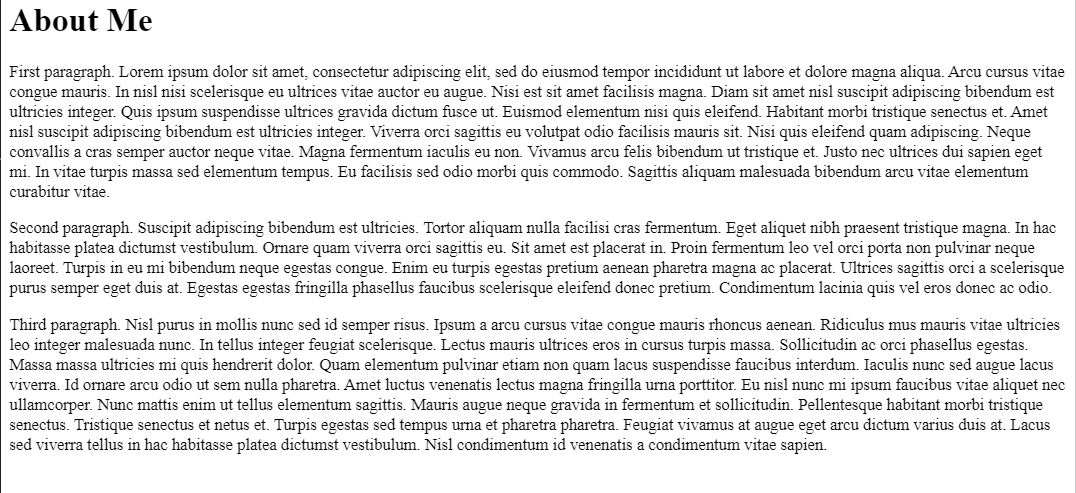 About Me
First paragraph. Lorem ipsum dolor sit amet, consectetur adipiscing elit, sed do eiusmod tempor incididunt ut labore et dolore magna aliqua. Arcu cursus vitae
congue mauris. In nisl nisi scelerisque eu ultrices vitae auctor eu augue. Nisi est sit amet facilisis magna. Diam sit amet nisl suscipit adipiscing bibendum est
ultricies integer. Quis ipsum suspendisse ultrices gravida dictum fusce ut. Euismod elementum nisi quis eleifend. Habitant morbi tristique senectus et. Amet
nisl suscipit adipiscing bibendum est ultricies integer. Viverra orci sagittis eu volutpat odio facilisis mauris sit. Nisi quis eleifend quam adipiscing. Neque
convallis a cras semper auctor neque vitae. Magna fermentum iaculis eu non. Vivamus arcu felis bibendum ut tristique et. Justo nec ultrices dui sapien eget
mi. In vitae turpis massa sed elementum tempus. Eu facilisis sed odio morbi quis commodo. Sagittis aliquam malesuada bibendum arcu vitae elementum
curabitur vitae.
Second paragraph. Suscipit adipiscing bibendum est ultricies. Tortor aliquam nulla facilisi cras fermentum. Eget aliquet nibh praesent tristique magna. In hac
habitasse platea dictumst vestibulum. Ornare quam viverra orci sagittis eu. Sit amet est placerat in. Proin fermentum leo vel orci porta non pulvinar neque
laoreet. Turpis in eu mi bibendum neque egestas congue. Enim eu turpis egestas pretium aenean pharetra magna ac placerat. Ultrices sagittis orci a scelerisque
purus semper eget duis at. Egestas egestas fringilla phasellus faucibus scelerisque eleifend donec pretium. Condimentum lacinia quis vel eros donec ac odio.
Third paragraph. Nisl purus in mollis nunc sed id semper risus. Ipsum a arcu cursus vitae congue mauris rhoncus aenean. Ridiculus mus mauris vitae ultricies
leo integer malesuada nunc. In tellus integer feugiat scelerisque. Lectus mauris ultrices eros in cursus turpis massa. Sollicitudin ac orci phasellus egestas.
Massa massa ultricies mi quis hendrerit dolor. Quam elementum pulvinar etiam non quam lacus suspendisse faucibus interdum. Iaculis nunc sed augue lacus
viverra. Id ornare arcu odio ut sem nulla pharetra. Amet luctus venenatis lectus magna fringilla urna porttitor. Eu nisl nunc mi ipsum faucibus vitae aliquet nec
ullamcorper. Nunc mattis enim ut tellus elementum sagittis. Mauris augue neque gravida in fermentum et sollicitudin. Pellentesque habitant morbi tristique
senectus. Tristique senectus et netus et. Turpis egestas sed tempus urna et pharetra pharetra. Feugiat vivamus at augue eget arcu dictum varius duis at. Lacus
sed viverra tellus in hac habitasse platea dictumst vestibulum. Nisl condimentum id venenatis a condimentum vitae sapien.